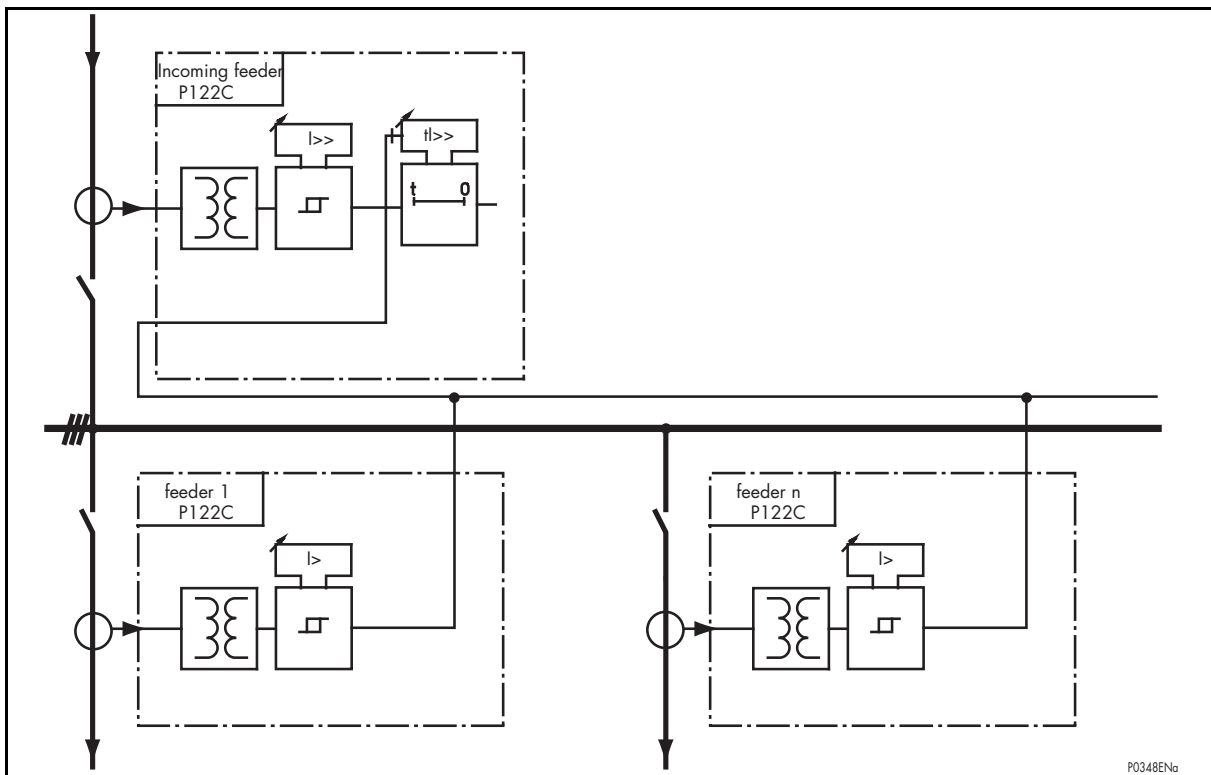 Incoming feeder
P122C
I>>
tI>>
t 0
feeder 1
P122C
I>
feeder n
P122C
I>
P0348ENa